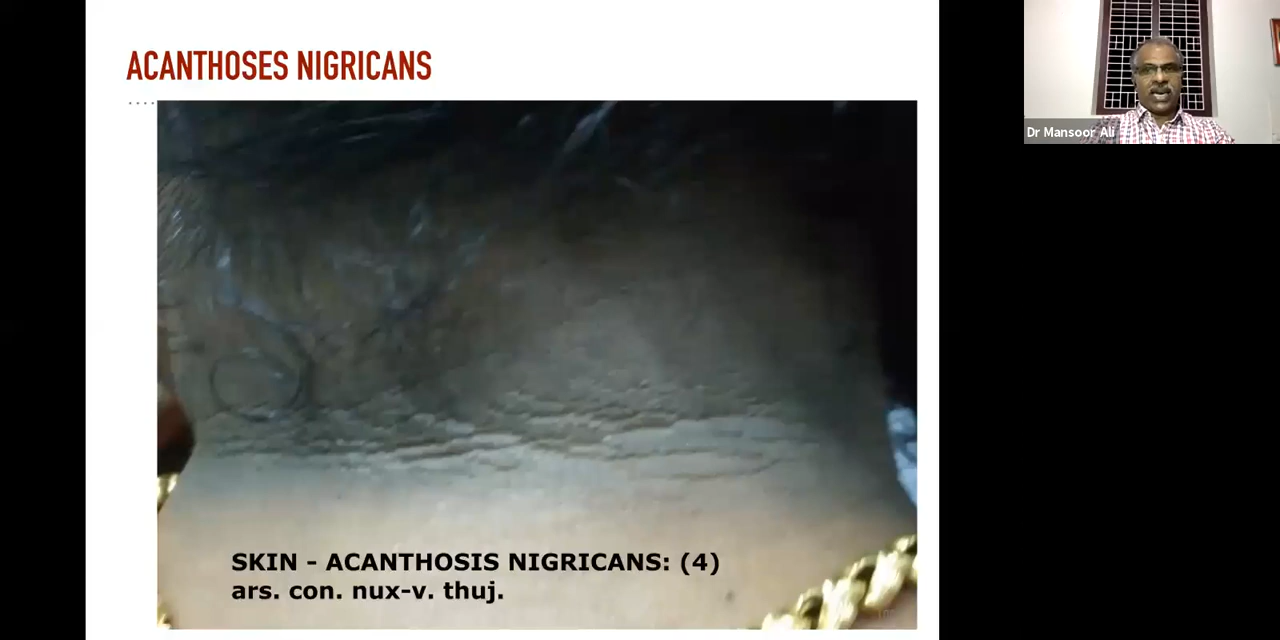 ACANTHOSES NIGRICANS
Dr Mansoor Ali
SKIN - ACANTHOSIS NIGRICANS: (4)
ars. con. nux-v. thuj.